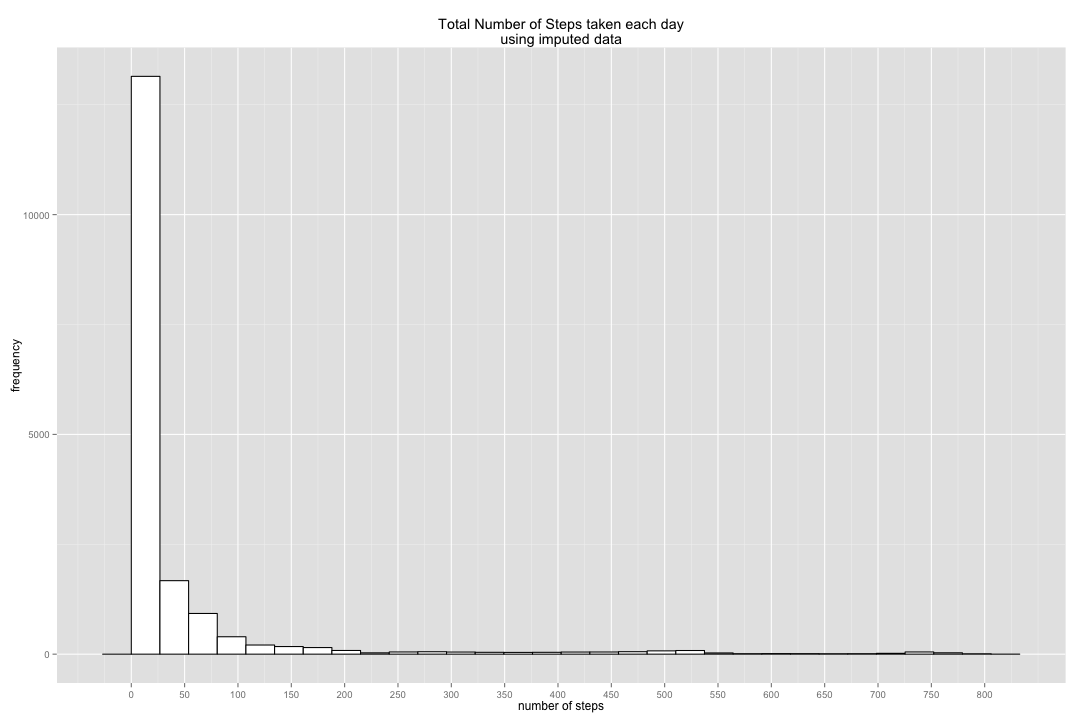 Total Number of Steps taken each day
using imputed data
frequency
10000
5000
0
0 50 100 150 200 250 300 350 400 450 500 550 600 650 700 750 800
number of steps